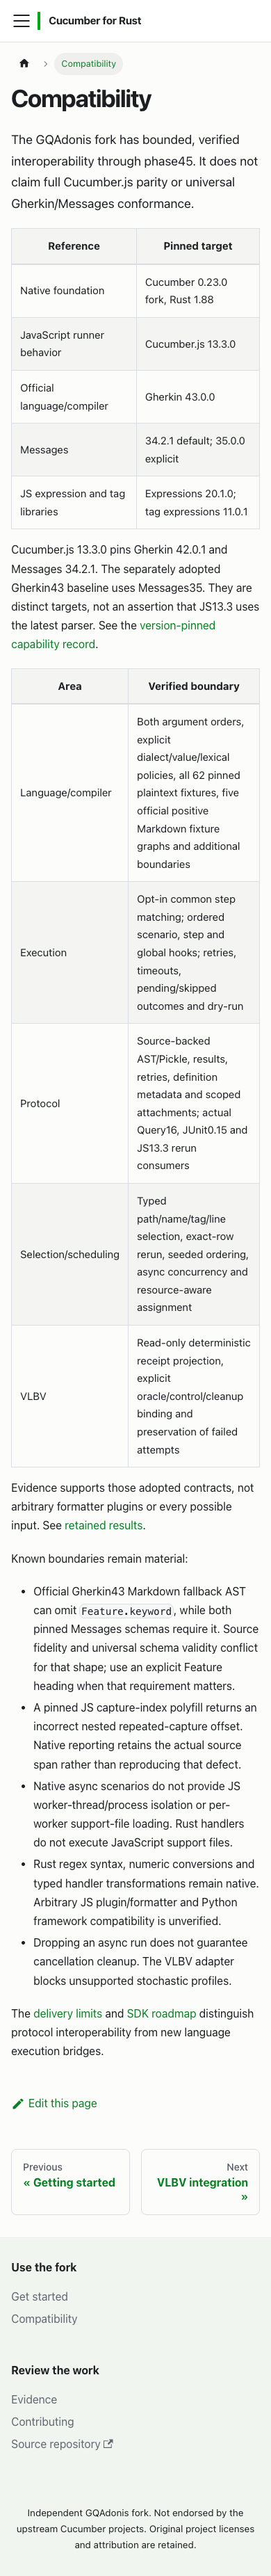 Cucumber for Rust
Compatibility
Compatibility
The GQAdonis fork has bounded, verified
interoperability through phase45. It does not
claim full Cucumber.js parity or universal
Gherkin/Messages conformance.
Reference
Pinned target
Native foundation
Cucumber 0.23.0
fork, Rust 1.88
JavaScript runner
behavior
Cucumber.js 13.3.0
Official
language/compiler
Gherkin 43.0.0
Messages
34.2.1 default; 35.0.0
explicit
JS expression and tag
libraries
Expressions 20.1.0;
tag expressions 11.0.1
Cucumber.js 13.3.0 pins Gherkin 42.0.1 and
Messages 34.2.1. The separately adopted
Gherkin43 baseline uses Messages35. They are
distinct targets, not an assertion that JS13.3 uses
the latest parser. See the version-pinned
capability record.
Area
Verified boundary
Language/compiler
Both argument orders,
explicit
dialect/value/lexical
policies, all 62 pinned
plaintext fixtures, five
official positive
Markdown fixture
graphs and additional
boundaries
Execution
Opt-in common step
matching; ordered
scenario, step and
global hooks; retries,
timeouts,
pending/skipped
outcomes and dry-run
Protocol
Source-backed
AST/Pickle, results,
retries, definition
metadata and scoped
attachments; actual
Query16, JUnit0.15 and
JS13.3 rerun
consumers
Selection/scheduling
Typed
path/name/tag/line
selection, exact-row
rerun, seeded ordering,
async concurrency and
resource-aware
assignment
VLBV
Read-only deterministic
receipt projection,
explicit
oracle/control/cleanup
binding and
preservation of failed
attempts
Evidence supports those adopted contracts, not
arbitrary formatter plugins or every possible
input. See retained results.
Known boundaries remain material:
• Official Gherkin43 Markdown fallback AST
can omit Feature.keyword, while both
pinned Messages schemas require it. Source
fidelity and universal schema validity conflict
for that shape; use an explicit Feature
heading when that requirement matters.
• A pinned JS capture-index polyfill returns an
incorrect nested repeated-capture offset.
Native reporting retains the actual source
span rather than reproducing that defect.
• Native async scenarios do not provide JS
worker-thread/process isolation or per-
worker support-file loading. Rust handlers
do not execute JavaScript support files.
• Rust regex syntax, numeric conversions and
typed handler transformations remain native.
Arbitrary JS plugin/formatter and Python
framework compatibility is unverified.
• Dropping an async run does not guarantee
cancellation cleanup. The VLBV adapter
blocks unsupported stochastic profiles.
The delivery limits and SDK roadmap distinguish
protocol interoperability from new language
execution bridges.
Edit this page
Previous
« Getting started
Next
VLBV integration
»
Use the fork
Get started
Compatibility
Review the work
Evidence
Contributing
Source repository
Independent GQAdonis fork. Not endorsed by the
upstream Cucumber projects. Original project licenses
and attribution are retained.